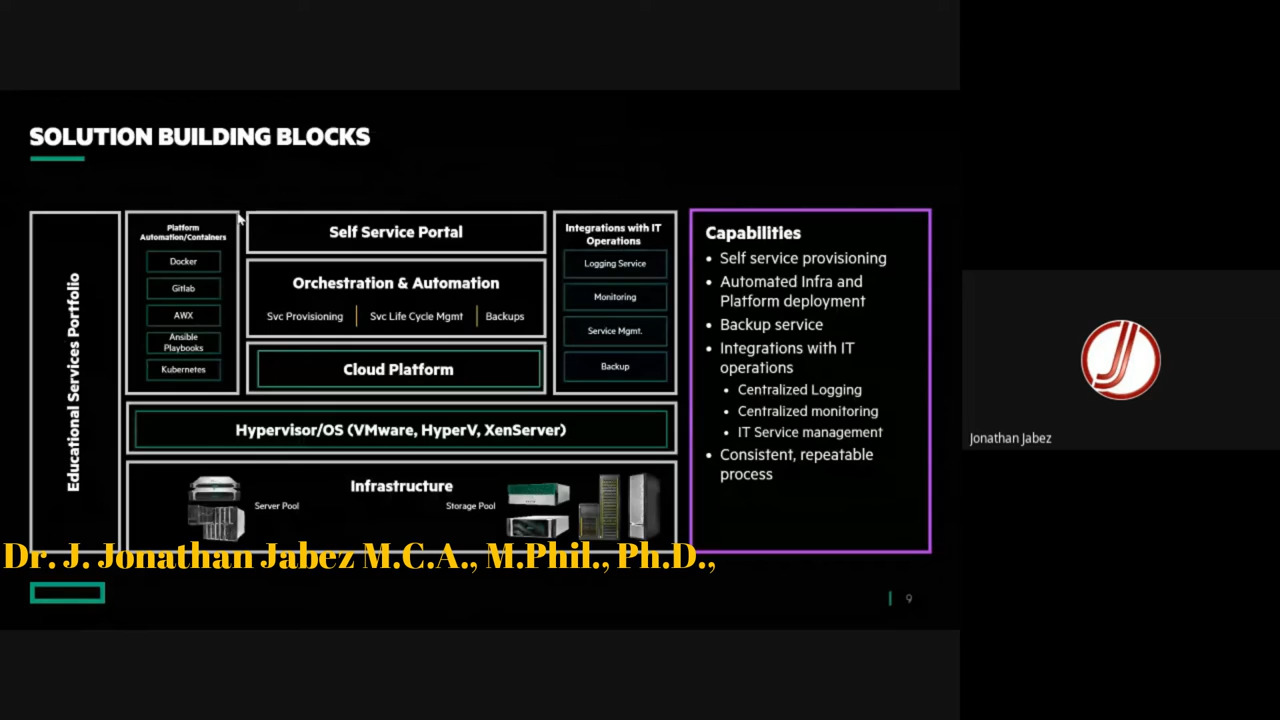 SOLUTION BUILDING BLOCKS
Educational Services Portfolio
Platform
Automation/Containers
Docker
Gitlab
AWX
Ansible
Playbooks
Kubernetes
Self Service Portal
Orchestration & Automation
Svc Provisioning
Svc Life Cycle Mgmt
Backups
Cloud Platform
Integrations with IT
Operations
Logging Service
Monitoring
Service Mgmt.
Backup
Hypervisor/OS (VMware, HyperV, XenServer)
Infrastructure
Server Pool
Storage Pool
Capabilities
• Self service provisioning
• Automated Infra and
Platform deployment
• Backup service
• Integrations with IT
operations
• Centralized Logging
• Centralized monitoring
• IT Service management
• Consistent, repeatable
process
Dr. J. Jonathan Jabez M.C.A., M.Phil., Ph.D.,
9
Jonathan Jabez